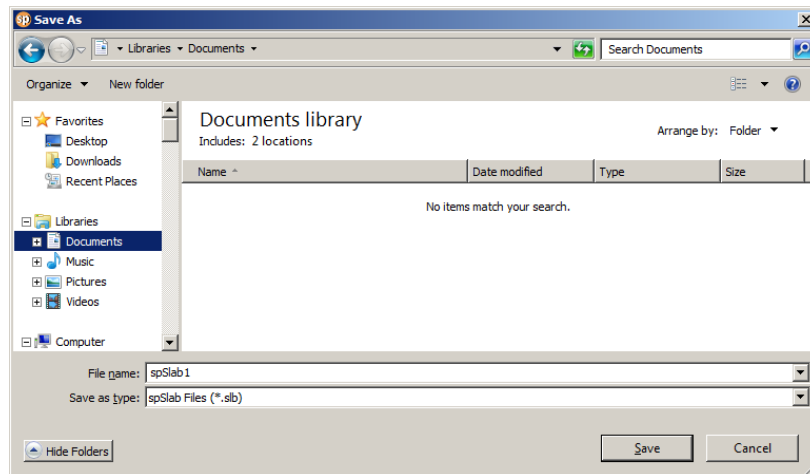 Save As
Libraries Documents
Search Documents
Organize New folder
Favorites
Desktop
Downloads
Recent Places
Libraries
Documents
Music
Pictures
Videos
Computer
Documents library
Includes: 2 locations
Arrange by: Folder
Name Date modified Type Size
No items match your search.
File name: spSlab1
Save as type: spSlab Files (*.slb)
Hide Folders
Save Cancel